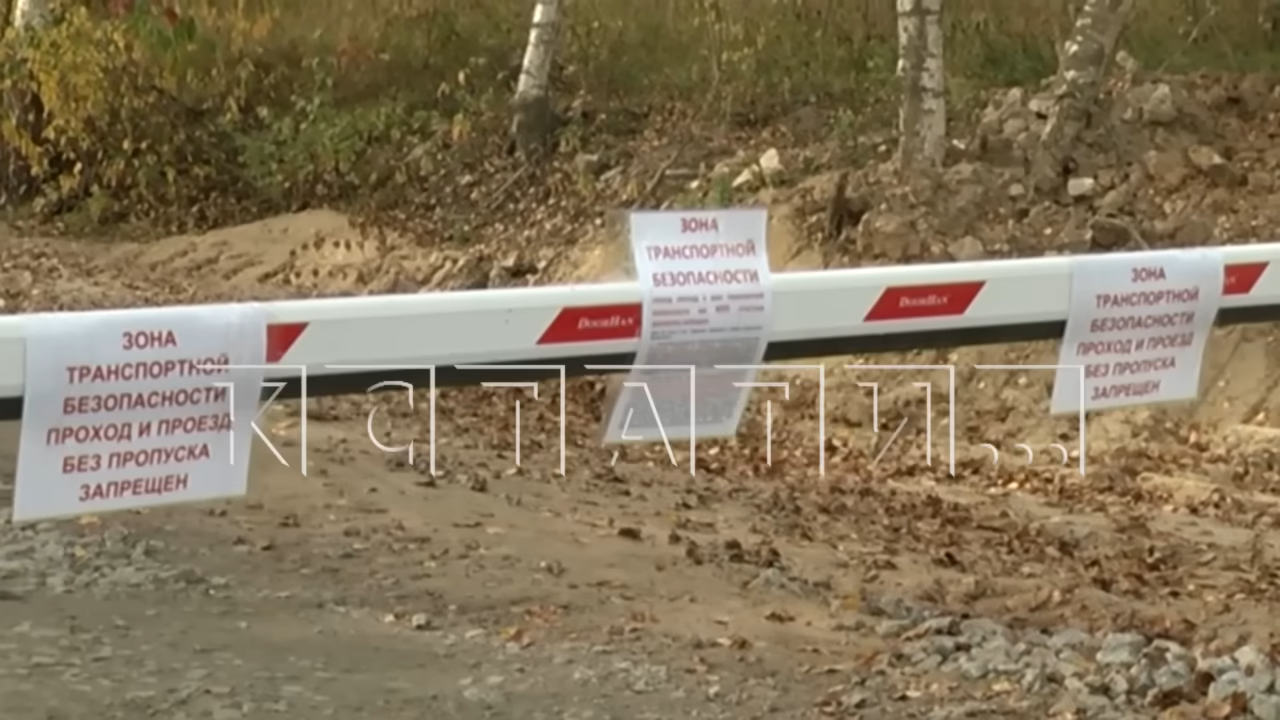 ЗОНА
ТРАНСПОРТНОЙ
БЕЗОПАСНОСТИ
ПРОХОД И ПРОЕЗД
БЕЗ ПРОПУСКА
ЗАПРЕЩЕН
DOORHAN
ЗОНА
ТРАНСПОРТНОЙ
БЕЗОПАСНОСТИ
DOORHAN
ЗОНА
ТРАНСПОРТНОЙ
БЕЗОПАСНОСТИ
ПРОХОД И ПРОЕЗД
БЕЗ ПРОПУСКА
ЗАПРЕЩЕН
КСТАТИ...